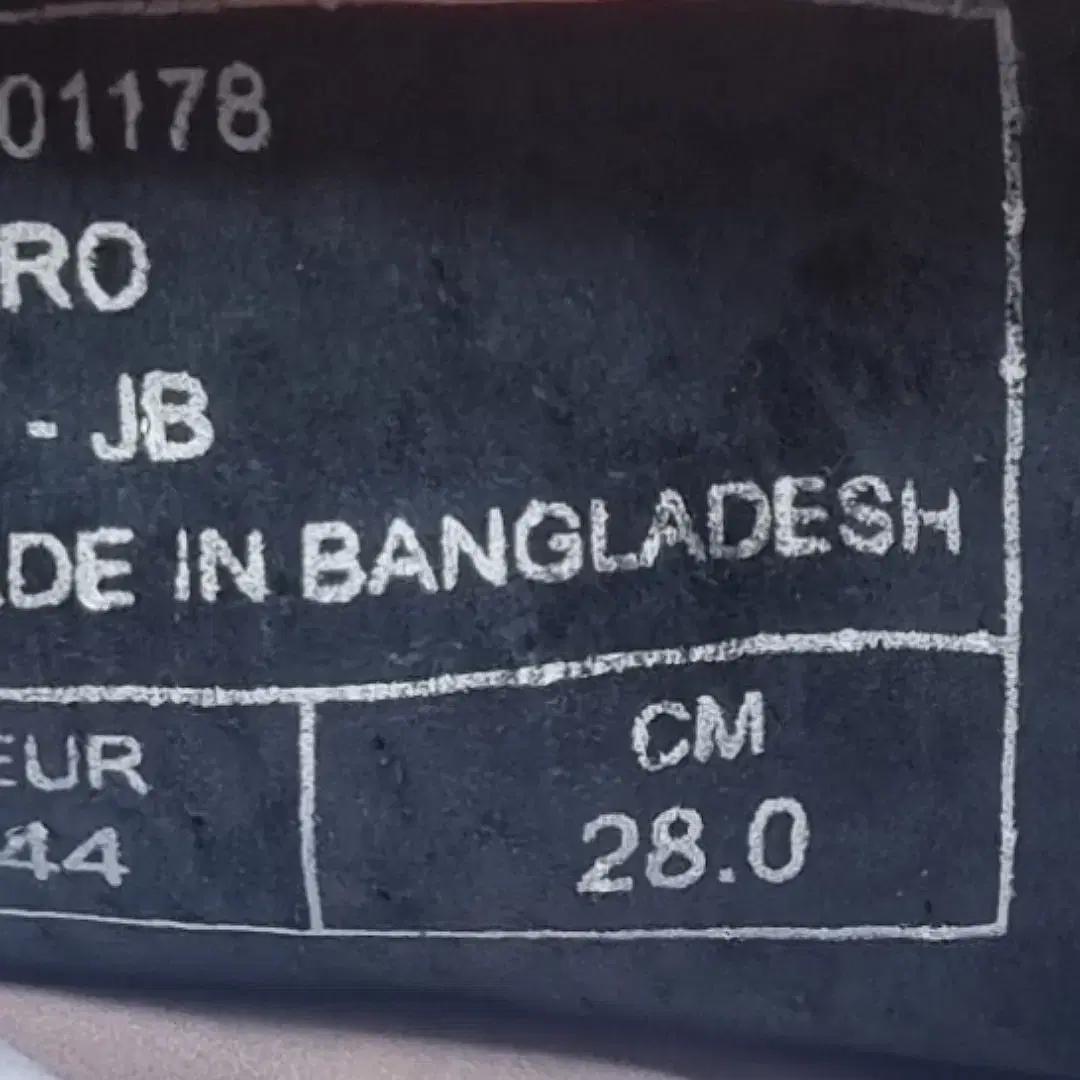 01178
RO
- JB
ADE IN BANGLADESH
EUR
44
CM
28.0